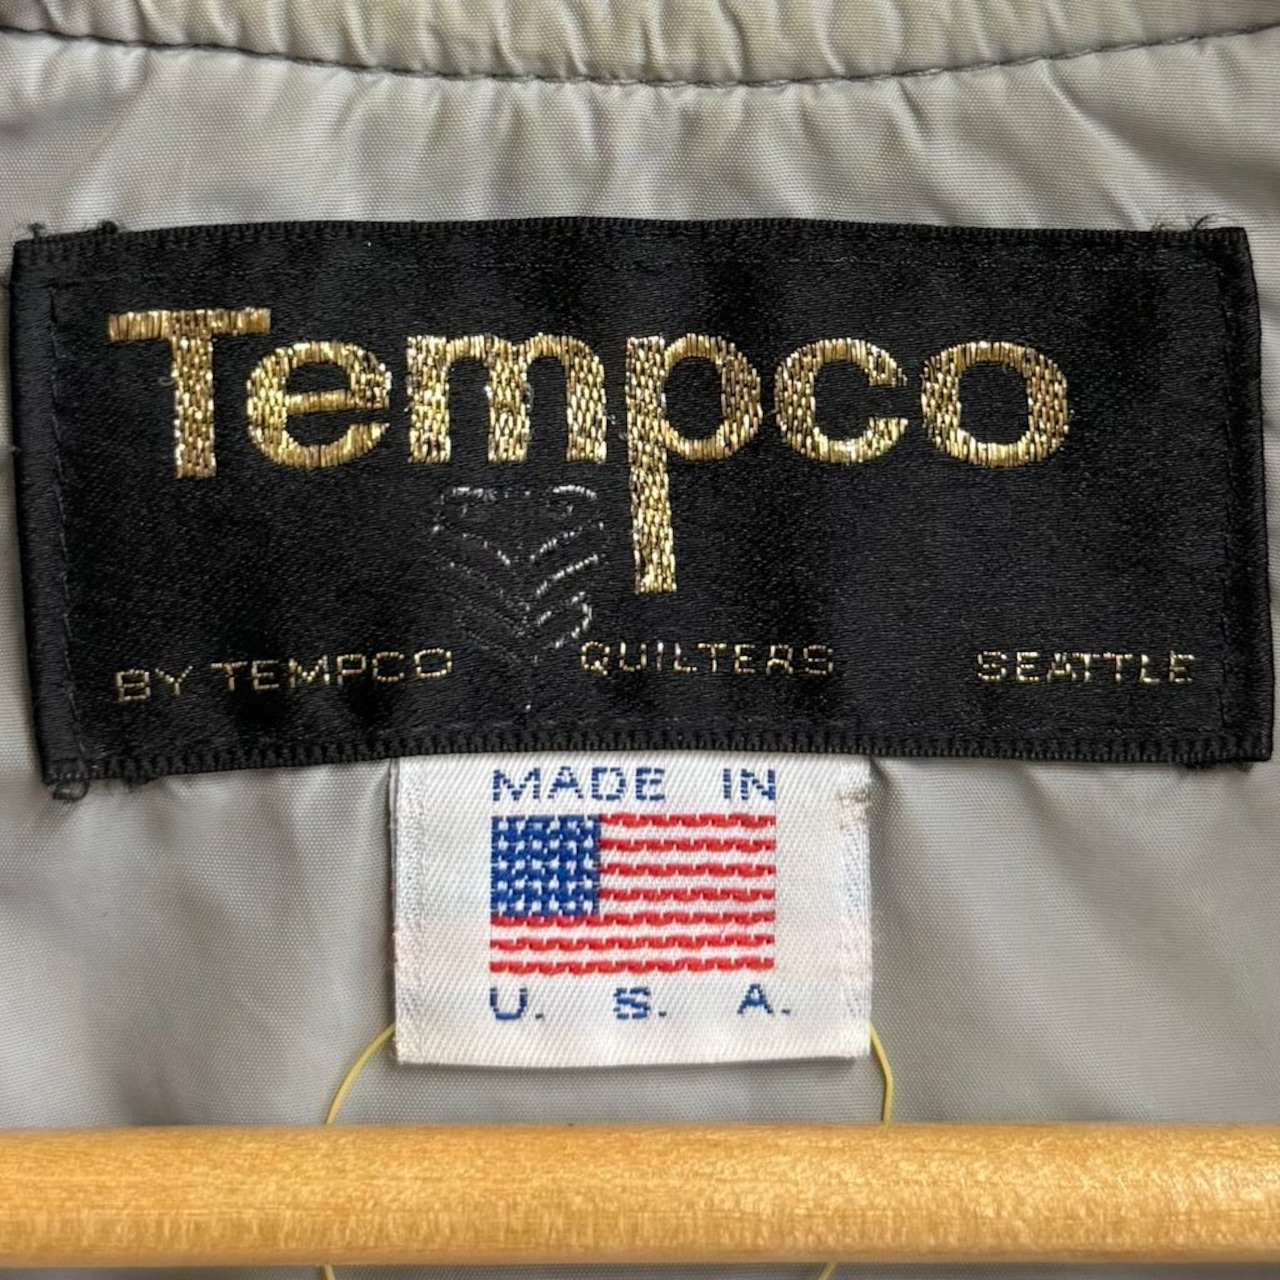 Tempco
BY TEMPCO QUILTERS SEATTLE
MADE IN
U. S. A.